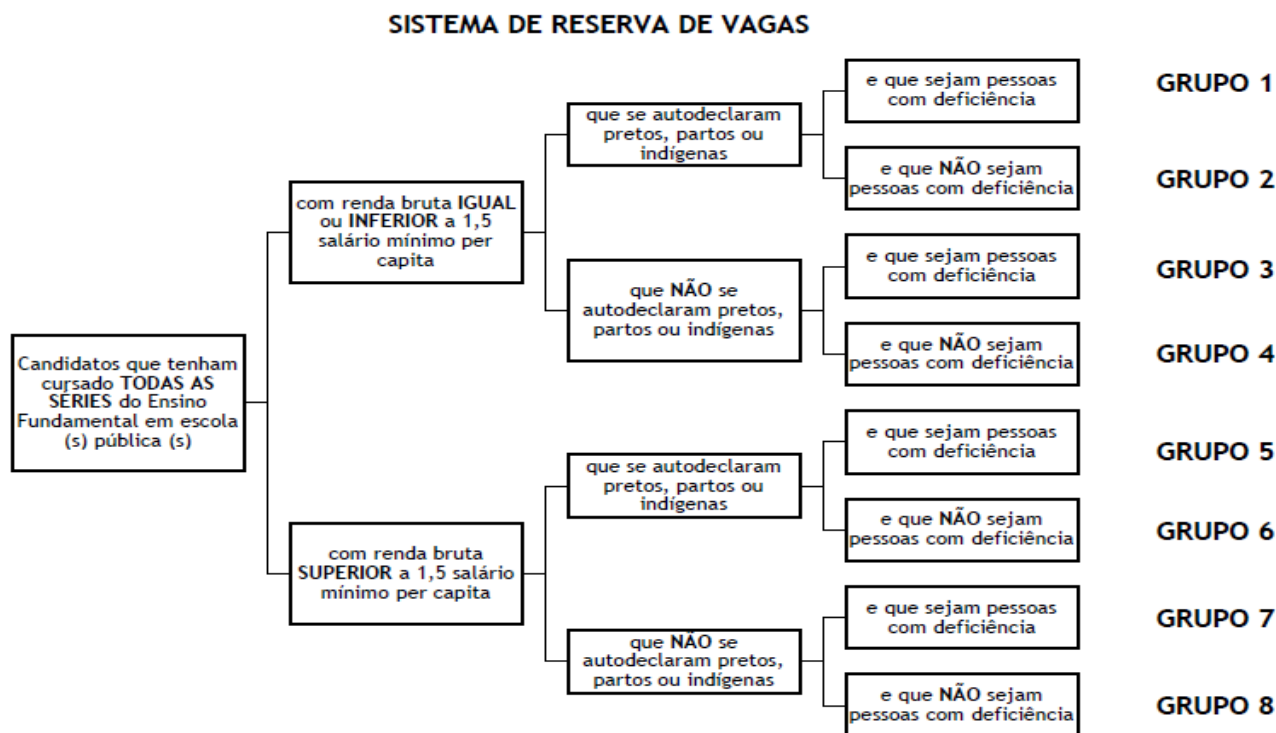 SISTEMA DE RESERVA DE VAGAS
Candidatos que tenham
cursado TODAS AS
SÉRIES do Ensino
Fundamental em escola
(s) pública (s)
com renda bruta IGUAL
ou INFERIOR a 1,5
salário mínimo per
capita
que se autodeclaram
pretos, partos ou
indígenas
e que sejam pessoas
com deficiência
GRUPO 1
e que NÃO sejam
pessoas com deficiência
GRUPO 2
que NÃO se
autodeclaram pretos,
partos ou indígenas
e que sejam pessoas
com deficiência
GRUPO 3
e que NÃO sejam
pessoas com deficiência
GRUPO 4
com renda bruta
SUPERIOR a 1,5 salário
mínimo per capita
que se autodeclaram
pretos, partos ou
indígenas
e que sejam pessoas
com deficiência
GRUPO 5
e que NÃO sejam
pessoas com deficiência
GRUPO 6
que NÃO se
autodeclaram pretos,
partos ou indígenas
e que sejam pessoas
com deficiência
GRUPO 7
e que NÃO sejam
pessoas com deficiência
GRUPO 8